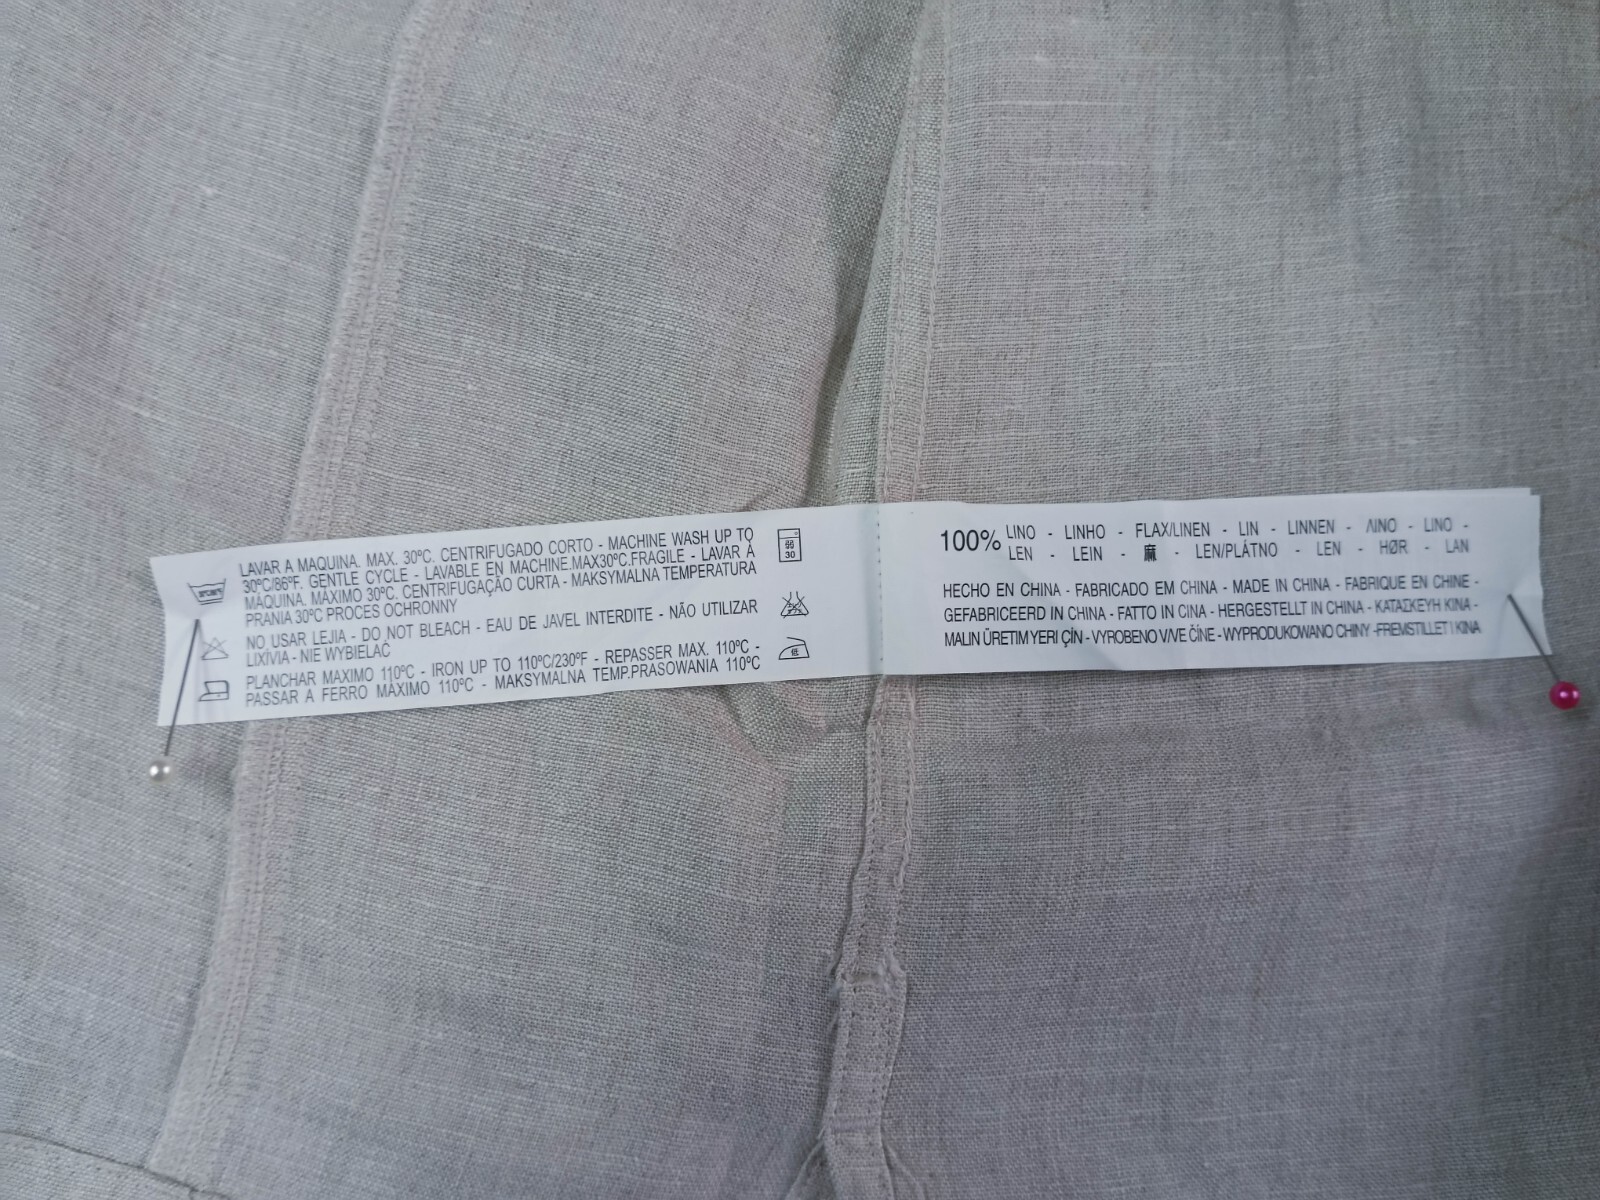 LAVAR A MAQUINA. MAX. 30ºC. CENTRIFUGADO CORTO - MACHINE WASH UP TO
30ºC/86ºF. GENTLE CYCLE - LAVABLE EN MACHINE.MAX30ºC.FRAGILE - LAVAR À
MÁQUINA. MÁXIMO 30ºC. CENTRIFUGAÇÃO CURTA - MAKSYMALNA TEMPERATURA
PRANIA 30ºC PROCES OCHRONNY
30
NO USAR LEJIA - DO NOT BLEACH - EAU DE JAVEL INTERDITE - NÃO UTILIZAR
LIXÍVIA - NIE WYBIELAĆ
PLANCHAR MAXIMO 110ºC - IRON UP TO 110ºC/230ºF - REPASSER MAX. 110ºC -
PASSAR A FERRO MÁXIMO 110ºC - MAKSYMALNA TEMP.PRASOWANIA 110ºC
低
100% LINO - LINHO - FLAX/LINEN - LIN - LINNEN - ΛΙΝΟ - LINO -
LEN - LEIN - 麻 - LEN/PLÁTNO - LEN - HØR - LAN
HECHO EN CHINA - FABRICADO EM CHINA - MADE IN CHINA - FABRIQUE EN CHINE -
GEFABRICEERD IN CHINA - FATTO IN CINA - HERGESTELLT IN CHINA - ΚΑΤΑΣΚΕΥΗ ΚΙΝΑ -
MALIN ÜRETIM YERI ÇİN - VYROBENO V/VE ČÍNE - WYPRODUKOWANO CHINY -FREMSTILLET I KINA